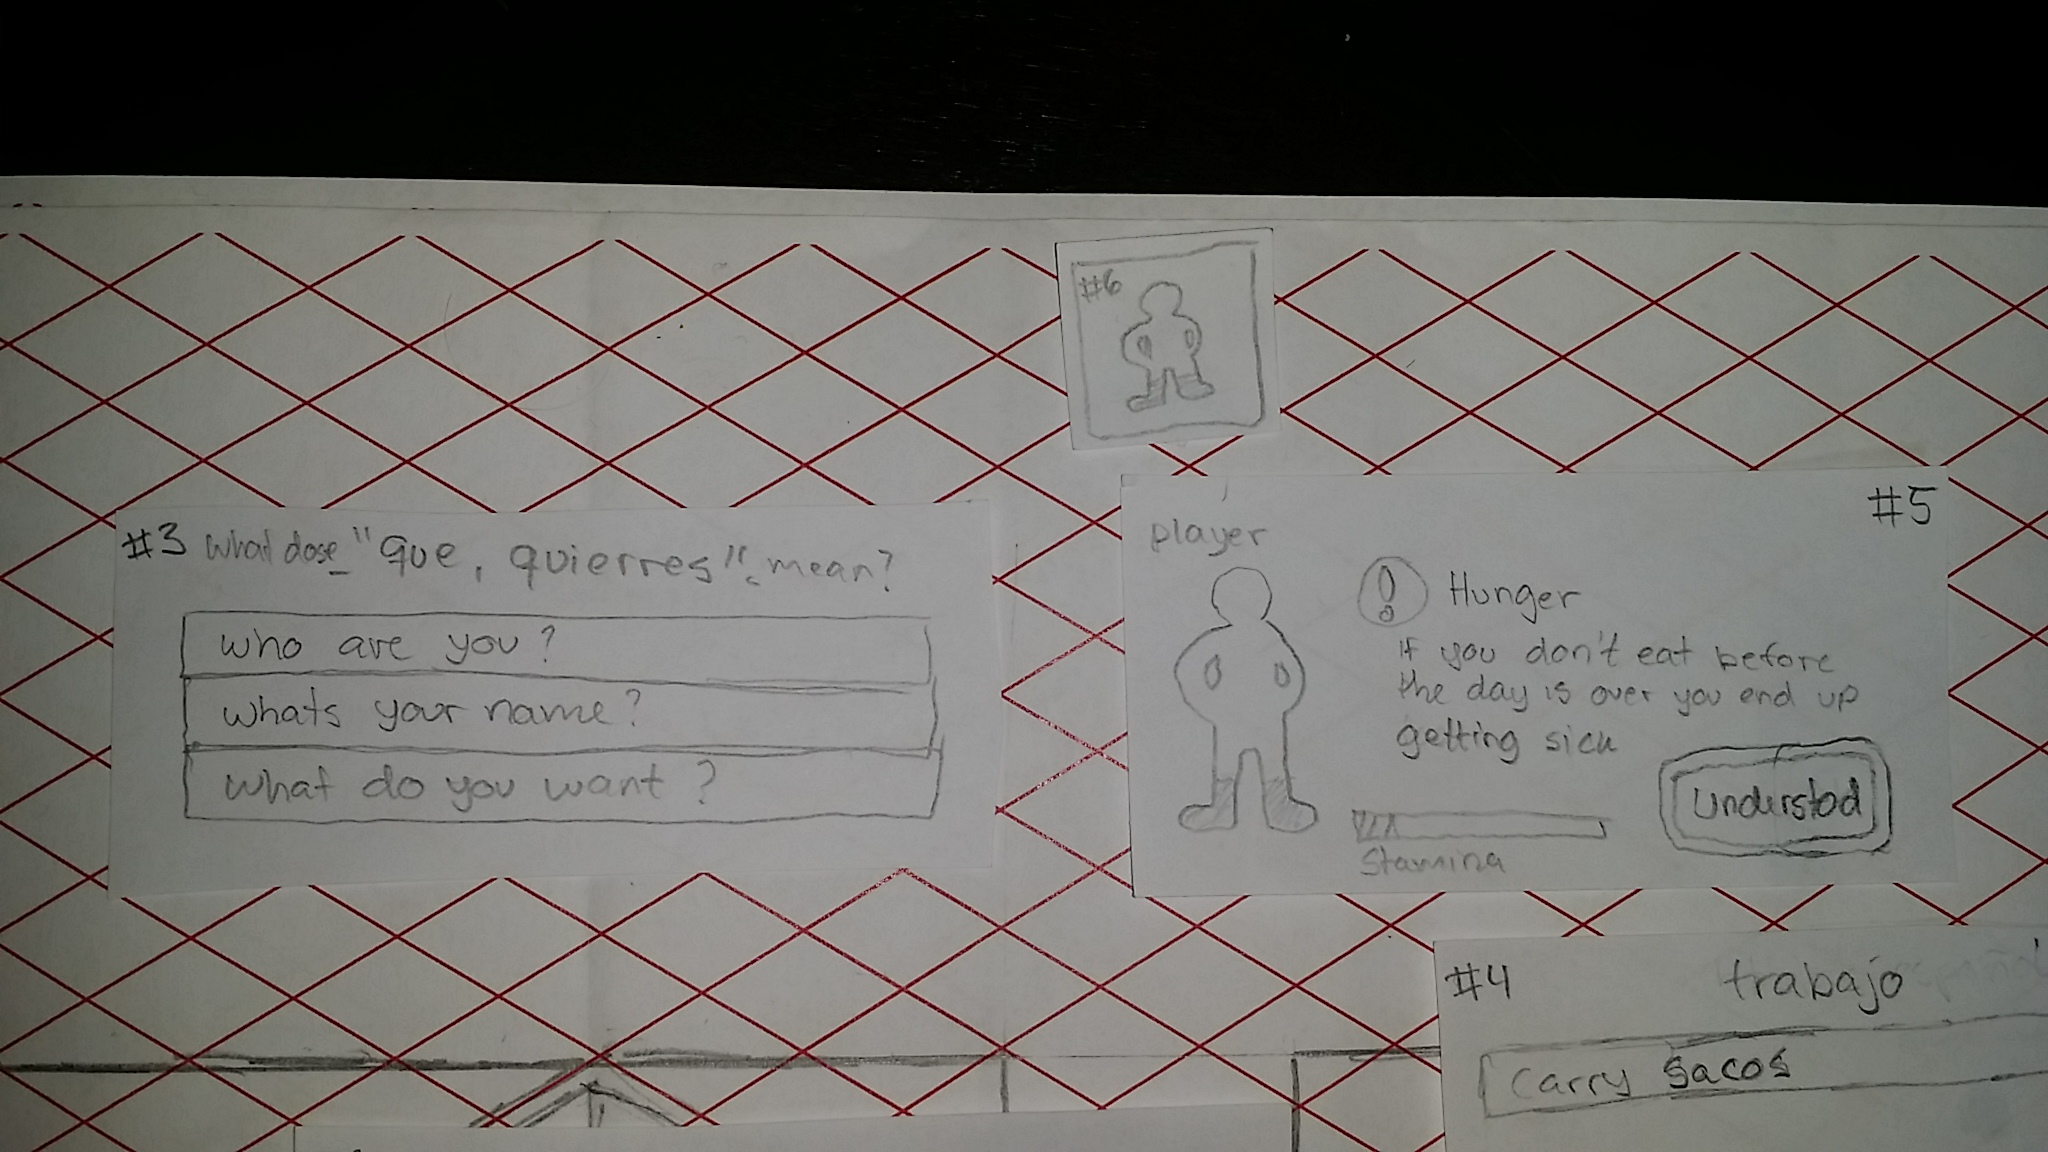 #3 what dose "que, quierres" mean?
who are you?
whats your name?
what do you want?
#6
#5
player
Hunger
If you don't eat before
the day is over you end up
getting sick
Understod
Stamina
#4
trabajo
Carry sacos